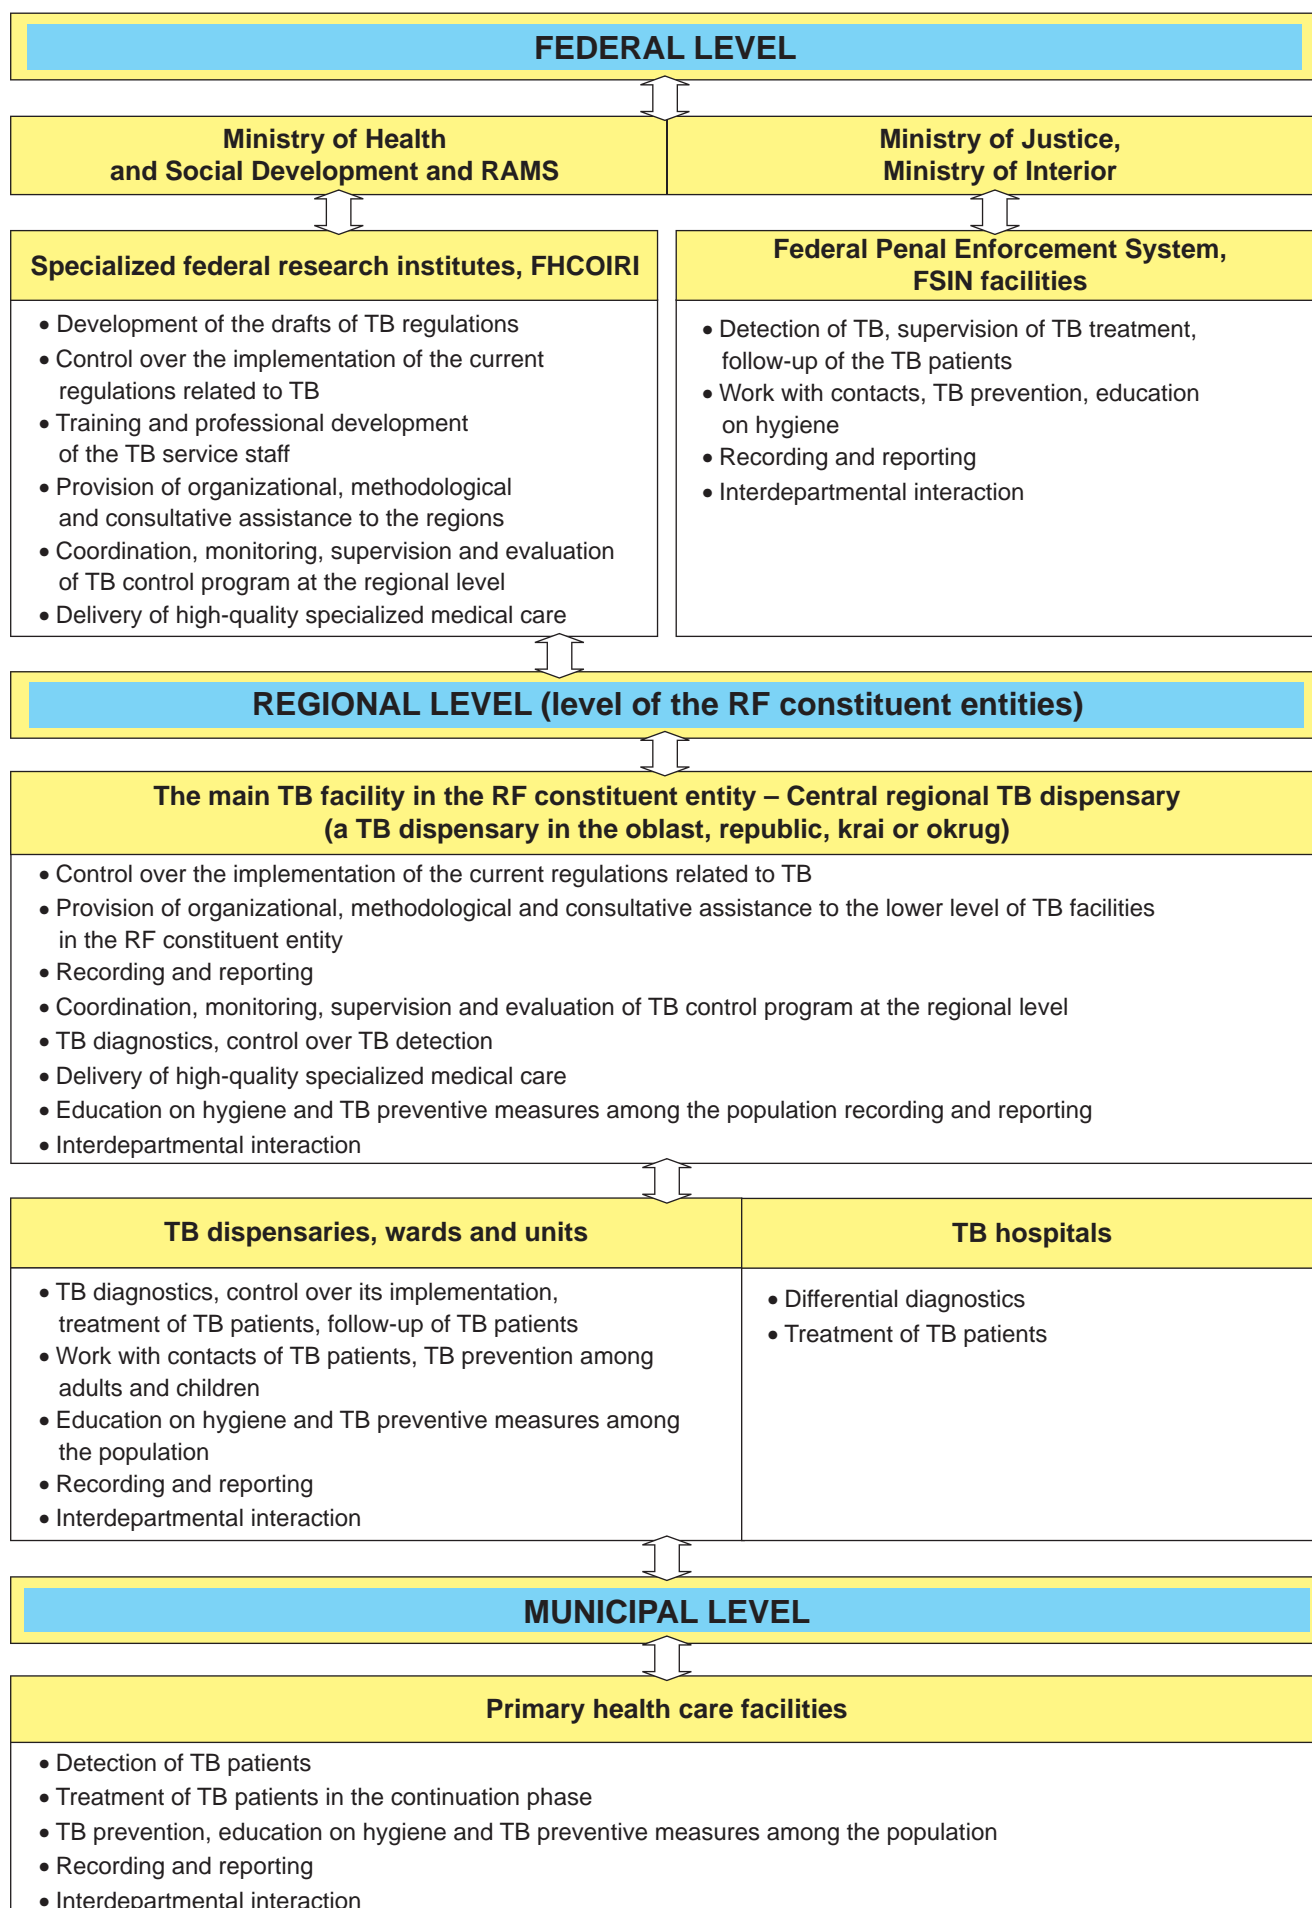 FEDERAL LEVEL
Ministry of Health
and Social Development and RAMS
Ministry of Justice,
Ministry of Interior
Specialized federal research institutes, FHCOIRI
• Development of the drafts of TB regulations
• Control over the implementation of the current
regulations related to TB
• Training and professional development
of the TB service staff
• Provision of organizational, methodological
and consultative assistance to the regions
• Coordination, monitoring, supervision and evaluation
of TB control program at the regional level
• Delivery of high-quality specialized medical care
Federal Penal Enforcement System,
FSIN facilities
• Detection of TB, supervision of TB treatment,
follow-up of the TB patients
• Work with contacts, TB prevention, education
on hygiene
• Recording and reporting
• Interdepartmental interaction
REGIONAL LEVEL (level of the RF constituent entities)
The main TB facility in the RF constituent entity – Central regional TB dispensary
(a TB dispensary in the oblast, republic, krai or okrug)
• Control over the implementation of the current regulations related to TB
• Provision of organizational, methodological and consultative assistance to the lower level of TB facilities
in the RF constituent entity
• Recording and reporting
• Coordination, monitoring, supervision and evaluation of TB control program at the regional level
• TB diagnostics, control over TB detection
• Delivery of high-quality specialized medical care
• Education on hygiene and TB preventive measures among the population recording and reporting
• Interdepartmental interaction
TB dispensaries, wards and units
• TB diagnostics, control over its implementation,
treatment of TB patients, follow-up of TB patients
• Work with contacts of TB patients, TB prevention among
adults and children
• Education on hygiene and TB preventive measures among
the population
• Recording and reporting
• Interdepartmental interaction
TB hospitals
• Differential diagnostics
• Treatment of TB patients
MUNICIPAL LEVEL
Primary health care facilities
• Detection of TB patients
• Treatment of TB patients in the continuation phase
• TB prevention, education on hygiene and TB preventive measures among the population
• Recording and reporting
• Interdepartmental interaction